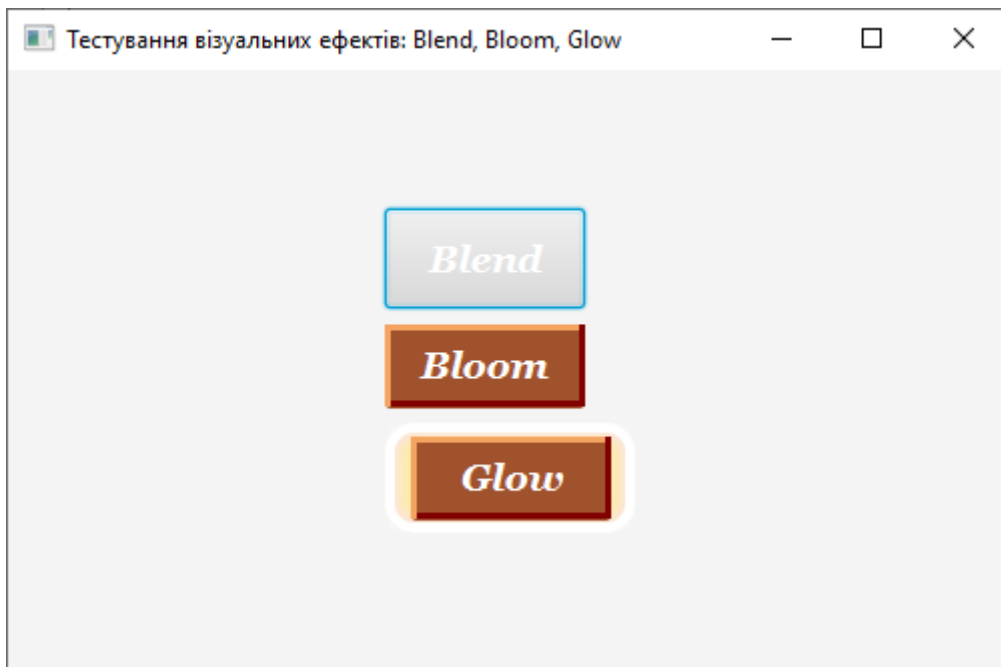 Тестування візуальних ефектів: Blend, Bloom, Glow
Blend
Bloom
Glow